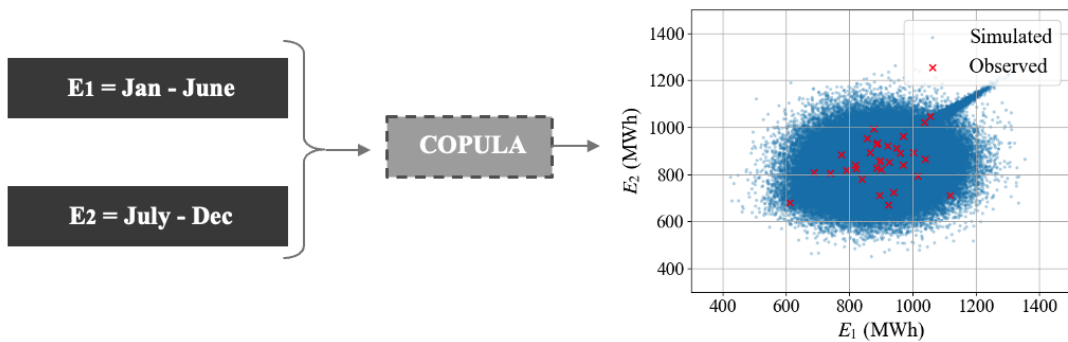 E1 = Jan - June
E2 = July - Dec
COPULA
1400
1200
1000
800
600
400
E₂ (MWh)
Simulated
Observed
400 600 800 1000 1200 1400
E₁ (MWh)